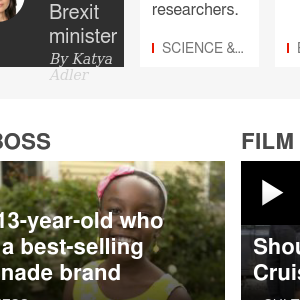 Brexit
minister
By Katya
Adler
researchers.
SCIENCE &...
BOSS
13-year-old who
a best-selling
nade brand
FILM
Shou
Cruis